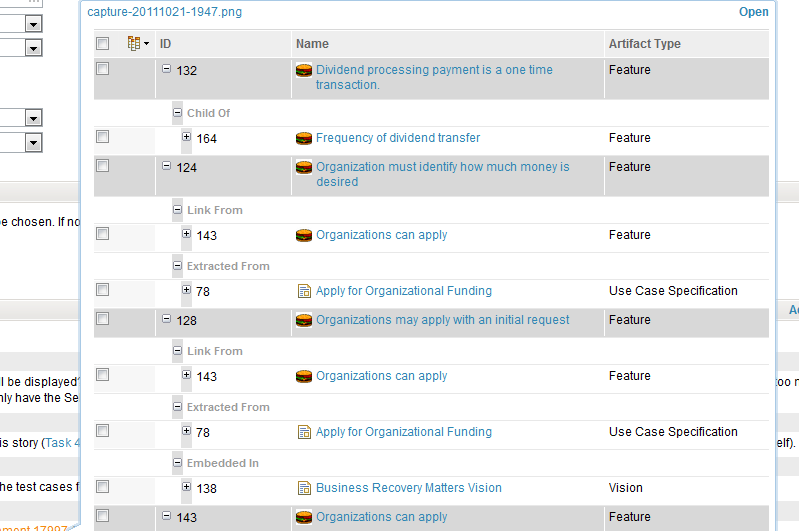 capture-20111021-1947.png Open
ID Name Artifact Type
132 Dividend processing payment is a one time Feature
transaction.
Child Of
164 Frequency of dividend transfer Feature
124 Organization must identify how much money is Feature
desired
Link From
be chosen. If no
143 Organizations can apply Feature
Extracted From
78 Apply for Organizational Funding Use Case Specification
128 Organizations may apply with an initial request Feature
Link From
143 Organizations can apply Feature
ll be displayed? too
nly have the Se
Extracted From
78 Apply for Organizational Funding Use Case Specification
is story (Task 4 elf).
Embedded In
the test cases f
138 Business Recovery Matters Vision Vision
143 Organizations can apply Feature
17997